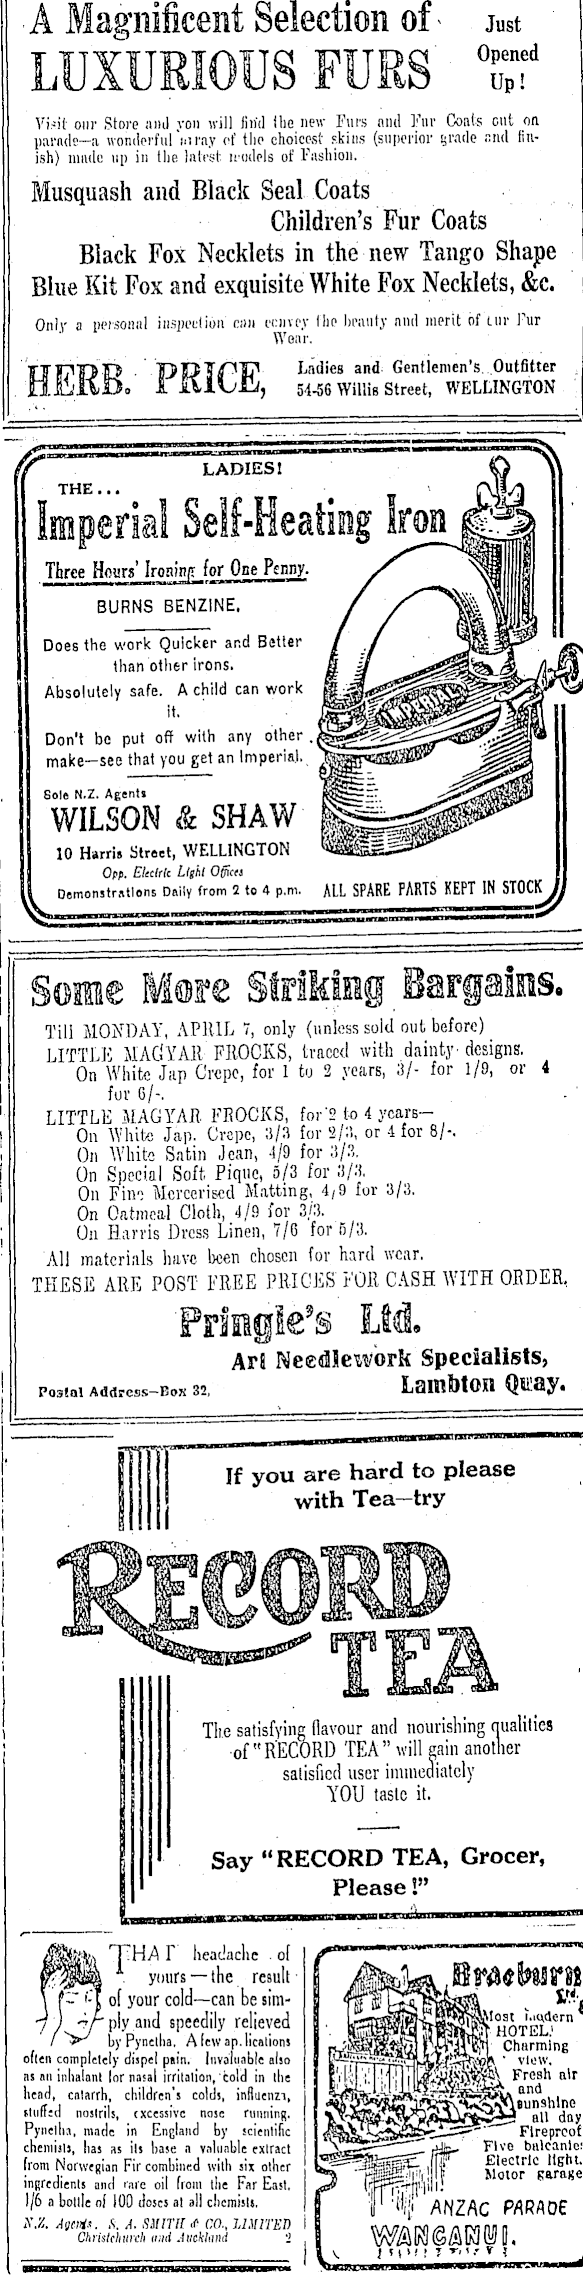 A Magnificent Selection of
LUXURIOUS FURS
Just
Opened
Up!
Visit our Store and you will find the new Furs and Fur Coats out on
parade—a wonderful array of the choicest skins (superior grade and fin-
ish) made up in the latest models of Fashion.
Musquash and Black Seal Coats
Children's Fur Coats
Black Fox Necklets in the new Tango Shape
Blue Kit Fox and exquisite White Fox Necklets, &c.
Only a personal inspection can convey the beauty and merit of our Fur
Wear.
HERB. PRICE,
Ladies and Gentlemen's Outfitter
54-56 Willis Street, WELLINGTON
LADIES!
THE...
Imperial Self-Heating Iron
Three Hours' Ironing for One Penny.
BURNS BENZINE.
Does the work Quicker and Better
than other irons.
Absolutely safe. A child can work
it.
Don't be put off with any other
make—see that you get an Imperial.
IMPERIAL
Sole N.Z. Agents
WILSON & SHAW
10 Harris Street, WELLINGTON
Opp. Electric Light Offices
Demonstrations Daily from 2 to 4 p.m.
ALL SPARE PARTS KEPT IN STOCK
Some More Striking Bargains.
Till MONDAY, APRIL 7, only (unless sold out before)
LITTLE MAGYAR FROCKS, traced with dainty designs.
On White Jap Crepe, for 1 to 2 years, 3/- for 1/9, or 4
for 6/-.
LITTLE MAGYAR FROCKS, for 2 to 4 years—
On White Jap. Crepe, 3/3 for 2/3, or 4 for 8/-.
On White Satin Jean, 4/9 for 3/3.
On Special Soft Pique, 5/3 for 3/3.
On Fine Mercerised Matting, 4/9 for 3/3.
On Oatmeal Cloth, 4/9 for 3/3.
On Harris Dress Linen, 7/6 for 5/3.
All materials have been chosen for hard wear.
THESE ARE POST FREE PRICES FOR CASH WITH ORDER.
Pringle's Ltd.
Art Needlework Specialists,
Postal Address—Box 32,
Lambton Quay.
If you are hard to please
with Tea—try
RECORD
TEA
The satisfying flavour and nourishing qualities
of "RECORD TEA" will gain another
satisfied user immediately
YOU taste it.
Say "RECORD TEA, Grocer,
Please!"
THAT headache of
yours—the result
of your cold—can be sim-
ply and speedily relieved
by Pynetha. A few applications
often completely dispel pain. Invaluable also
as an inhalant for nasal irritation, cold in the
head, catarrh, children's colds, influenza,
stuffed nostrils, excessive nose running.
Pynetha, made in England by scientific
chemists, has as its base a valuable extract
from Norwegian Fir combined with six other
ingredients and rare oil from the Far East.
1/6 a bottle of 100 doses at all chemists.
N.Z. Agents, S. A. SMITH & CO., LIMITED
Christchurch and Auckland 2
Braeburn
Ltd.
Most modern
HOTEL!
Charming
view.
Fresh air
and
sunshine
all day
Fireproof
Five balconies
Electric light.
Motor garage
ANZAC PARADE
WANGANUI.